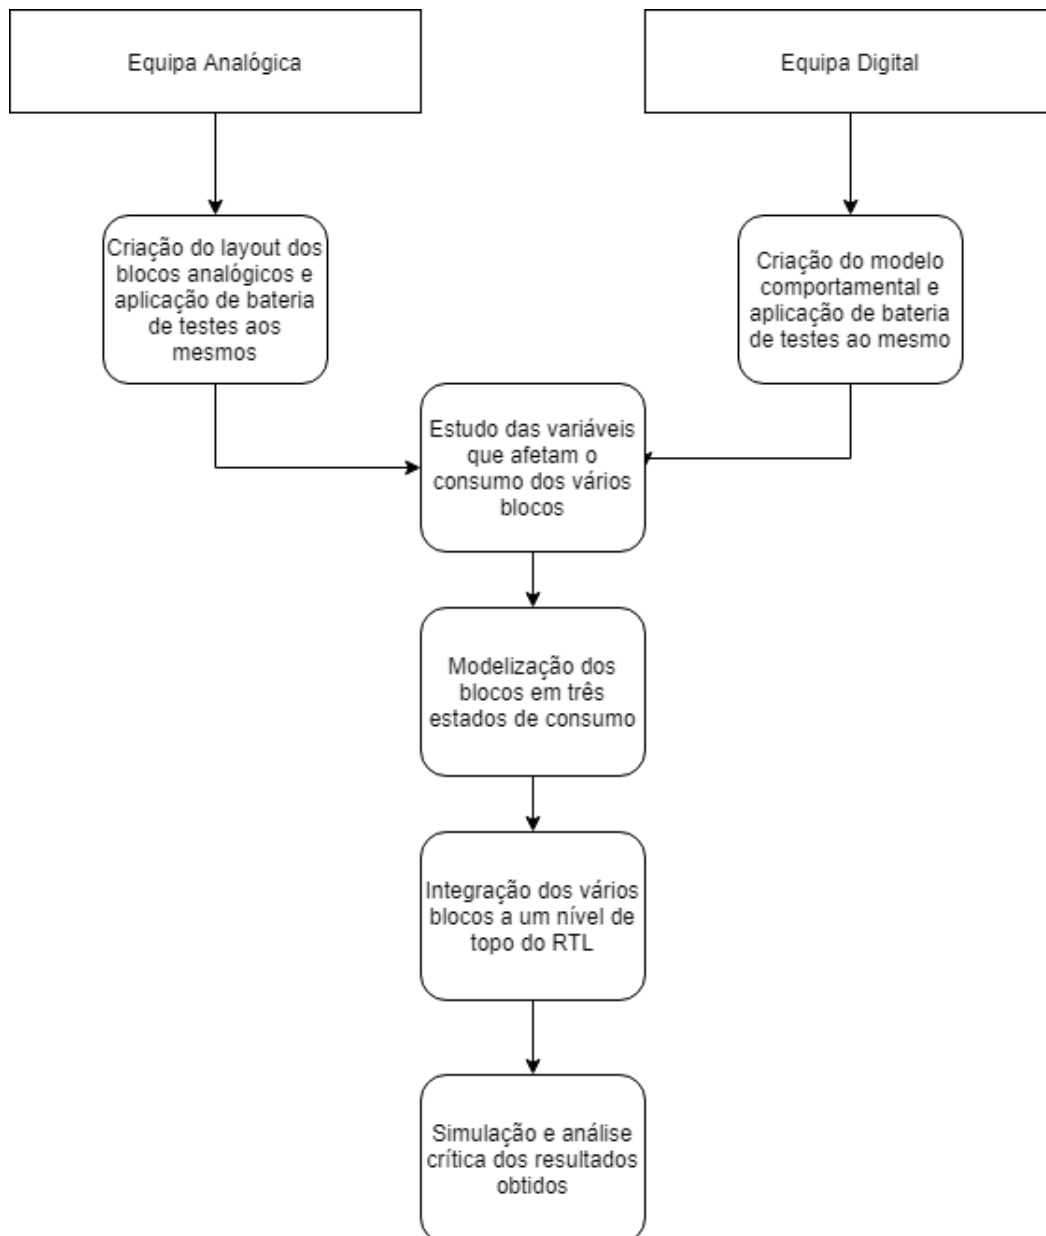 Equipa Analógica
Equipa Digital
Criação do layout dos
blocos analógicos e
aplicação de bateria
de testes aos
mesmos
Criação do modelo
comportamental e
aplicação de bateria
de testes ao mesmo
Estudo das variáveis
que afetam o
consumo dos vários
blocos
Modelização dos
blocos em três
estados de consumo
Integração dos vários
blocos a um nível de
topo do RTL
Simulação e análise
crítica dos resultados
obtidos